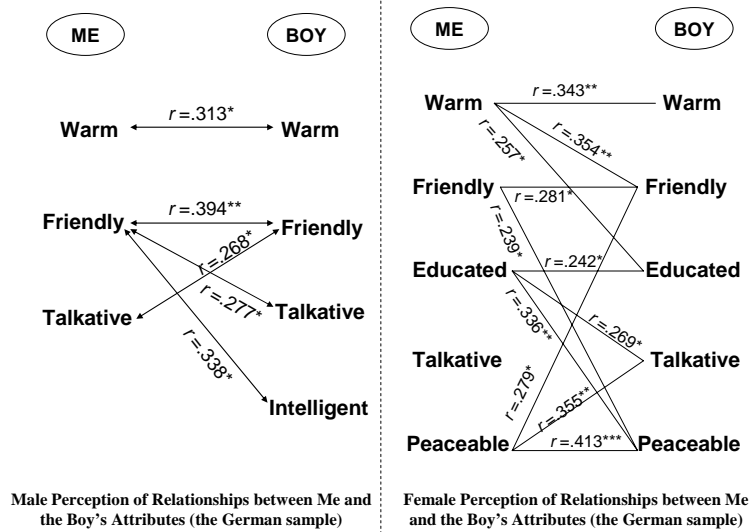 ME
BOY
Warm
r =.313*
Warm
Friendly
r =.394**
Friendly
r =.268*
r =.277*
Talkative
Talkative
r =.338*
Intelligent
Male Perception of Relationships between Me and
the Boy's Attributes (the German sample)
ME
BOY
Warm
r =.343**
Warm
r =.257*
r =.354**
Friendly
r =.281*
Friendly
r =.239*
Educated
r =.242*
Educated
r =.336**
r =.269*
Talkative
Talkative
r =.279*
r =.355**
Peaceable
r =.413***
Peaceable
Female Perception of Relationships between Me
and the Boy's Attributes (the German sample)